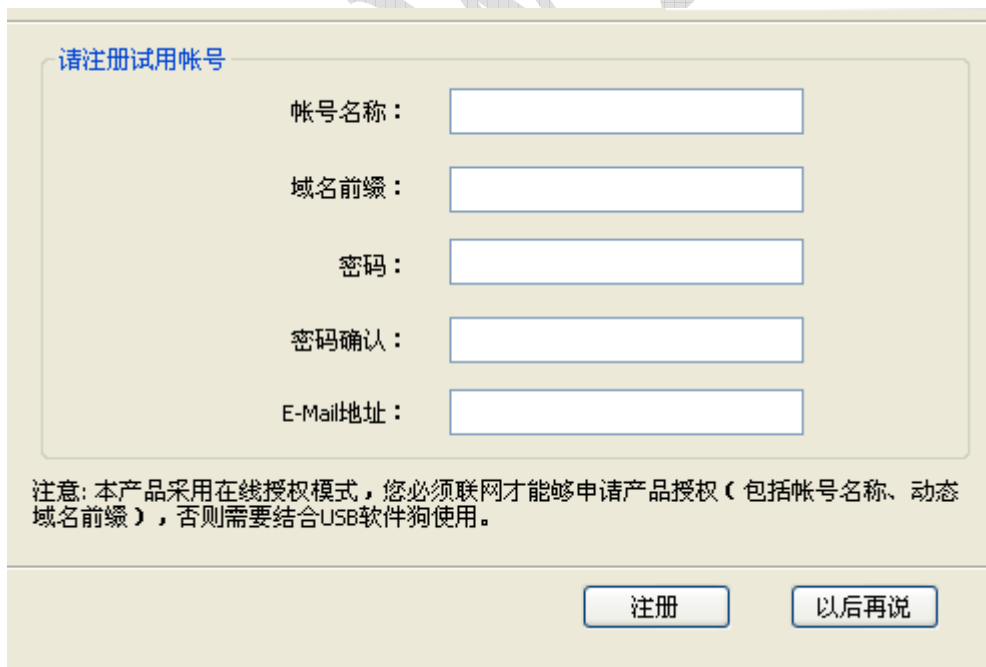 请注册试用帐号
帐号名称：
域名前缀：
密码：
密码确认：
E-Mail地址：
注意: 本产品采用在线授权模式，您必须联网才能够申请产品授权（包括帐号名称、动态
域名前缀），否则需要结合USB软件狗使用。
注册
以后再说